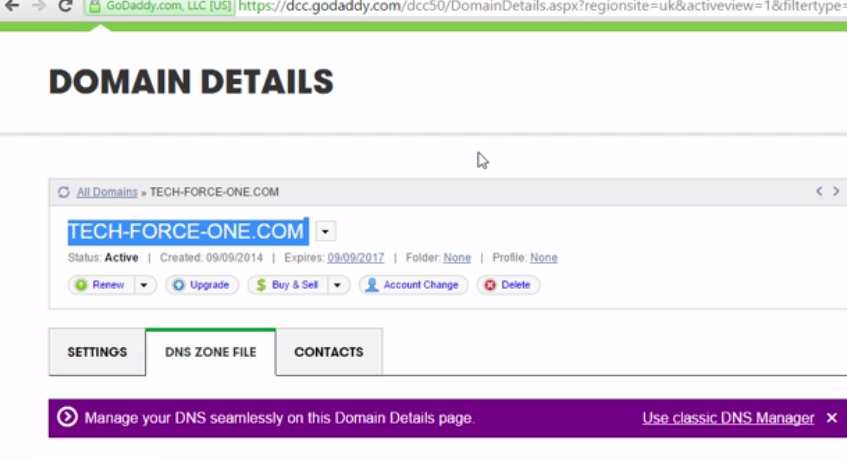 GoDaddy.com, LLC [US] https://dcc.godaddy.com/dcc50/DomainDetails.aspx?regionsite=uk&activeview=1&filtertype=
DOMAIN DETAILS
All Domains » TECH-FORCE-ONE.COM < >
TECH-FORCE-ONE.COM
Status: Active | Created: 09/09/2014 | Expires: 09/09/2017 | Folder: None | Profile: None
Renew Upgrade $ Buy & Sell Account Change Delete
SETTINGS DNS ZONE FILE CONTACTS
Manage your DNS seamlessly on this Domain Details page. Use classic DNS Manager ×